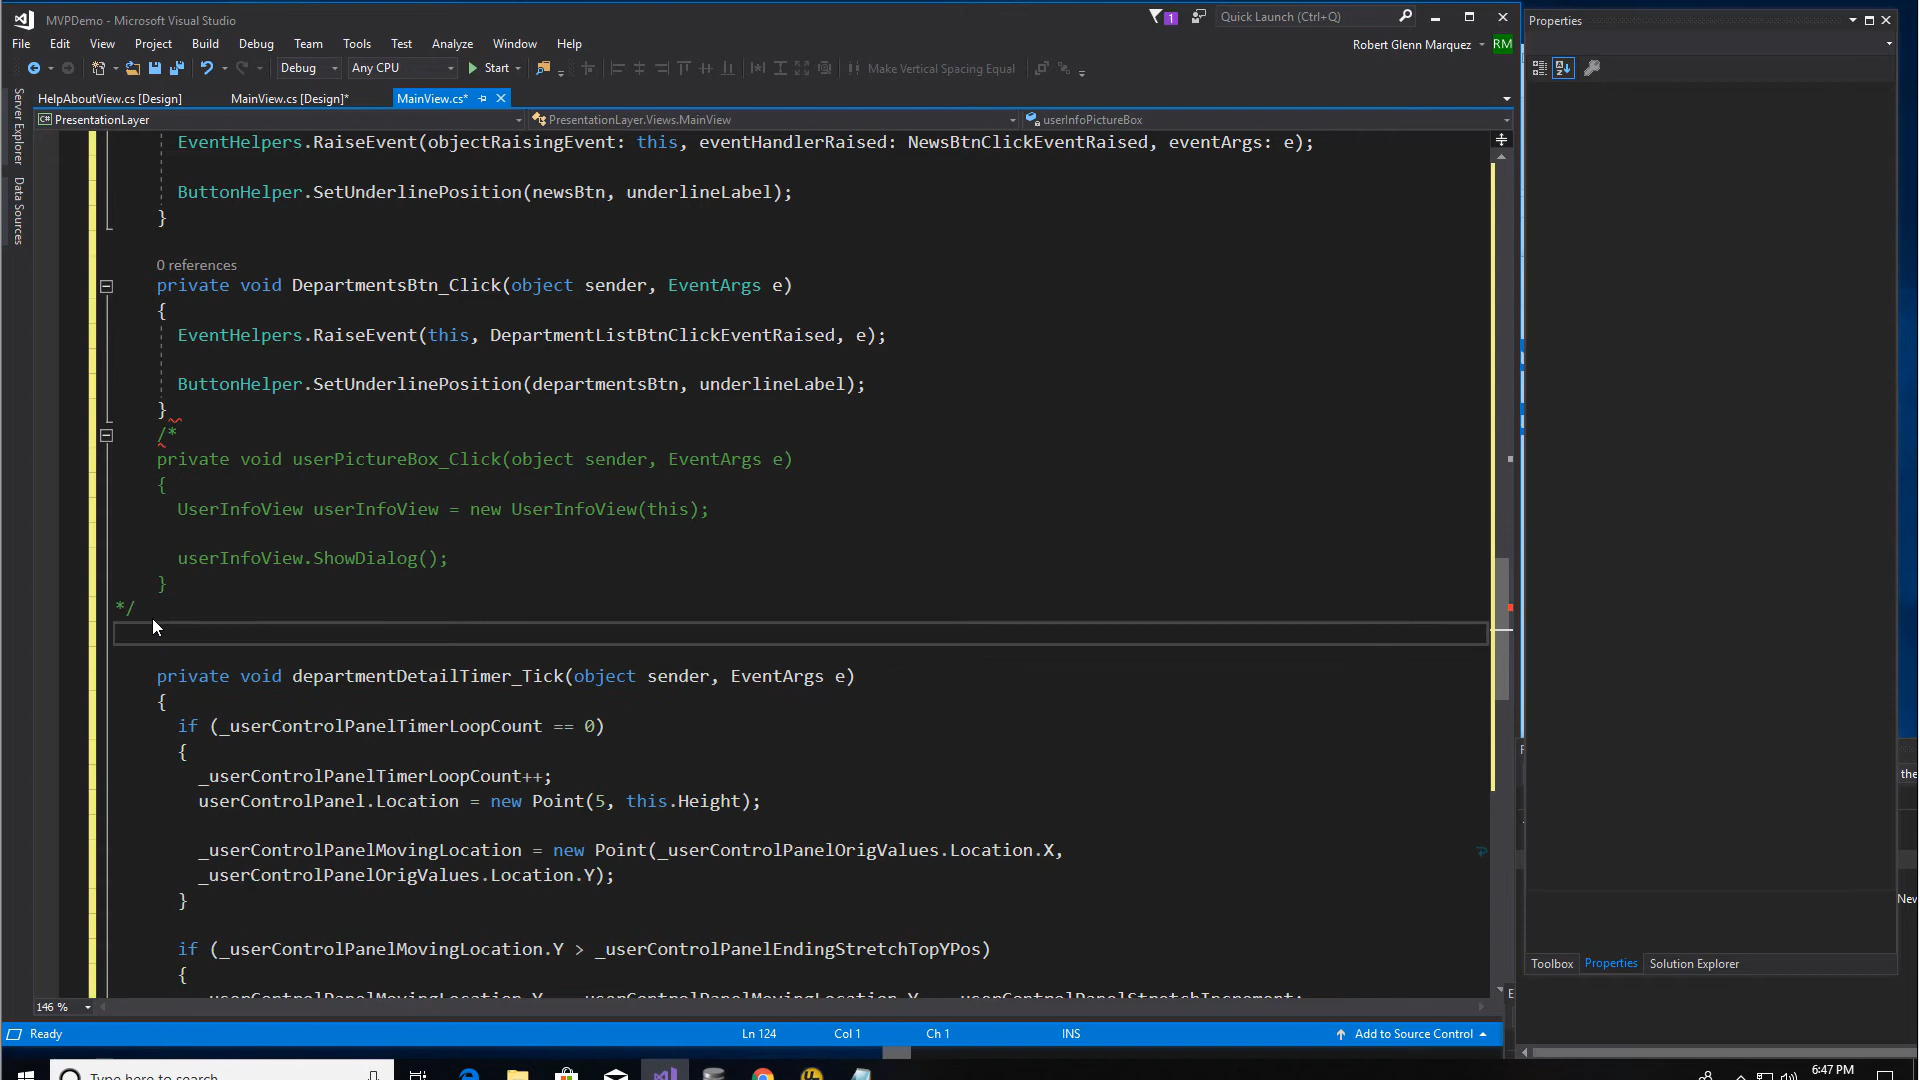 MVPDemo - Microsoft Visual Studio
1
Quick Launch (Ctrl+Q)
File Edit View Project Build Debug Team Tools Test Analyze Window Help
Robert Glenn Marquez RM
Debug Any CPU Start Make Vertical Spacing Equal
HelpAboutView.cs [Design] MainView.cs [Design]* MainView.cs*
PresentationLayer PresentationLayer.Views.MainView userInfoPictureBox
Server Explorer
Data Sources
EventHelpers.RaiseEvent(objectRaisingEvent: this, eventHandlerRaised: NewsBtnClickEventRaised, eventArgs: e);
ButtonHelper.SetUnderlinePosition(newsBtn, underlineLabel);
}
0 references
private void DepartmentsBtn_Click(object sender, EventArgs e)
{
EventHelpers.RaiseEvent(this, DepartmentListBtnClickEventRaised, e);
ButtonHelper.SetUnderlinePosition(departmentsBtn, underlineLabel);
}
/*
private void userPictureBox_Click(object sender, EventArgs e)
{
UserInfoView userInfoView = new UserInfoView(this);
userInfoView.ShowDialog();
}
*/
private void departmentDetailTimer_Tick(object sender, EventArgs e)
{
if (_userControlPanelTimerLoopCount == 0)
{
_userControlPanelTimerLoopCount++;
userControlPanel.Location = new Point(5, this.Height);
_userControlPanelMovingLocation = new Point(_userControlPanelOrigValues.Location.X,
_userControlPanelOrigValues.Location.Y);
}
if (_userControlPanelMovingLocation.Y > _userControlPanelEndingStretchTopYPos)
{
146 %
Ready Ln 124 Col 1 Ch 1 INS Add to Source Control
Properties
the
New
Toolbox Properties Solution Explorer
Type here to search
6:47 PM